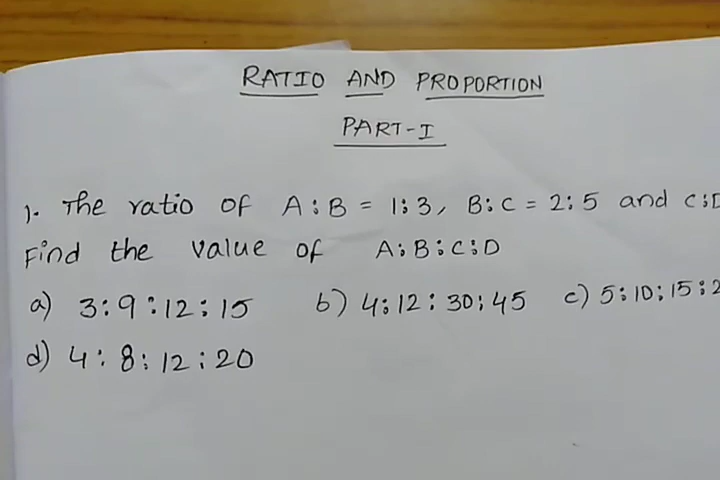 RATIO AND PROPORTION
PART-I
1. The ratio of A:B = 1:3, B:C = 2:5 and C:D
Find the value of A:B:C:D
a) 3:9:12:15 b) 4:12:30:45 c) 5:10:15:2
d) 4:8:12:20